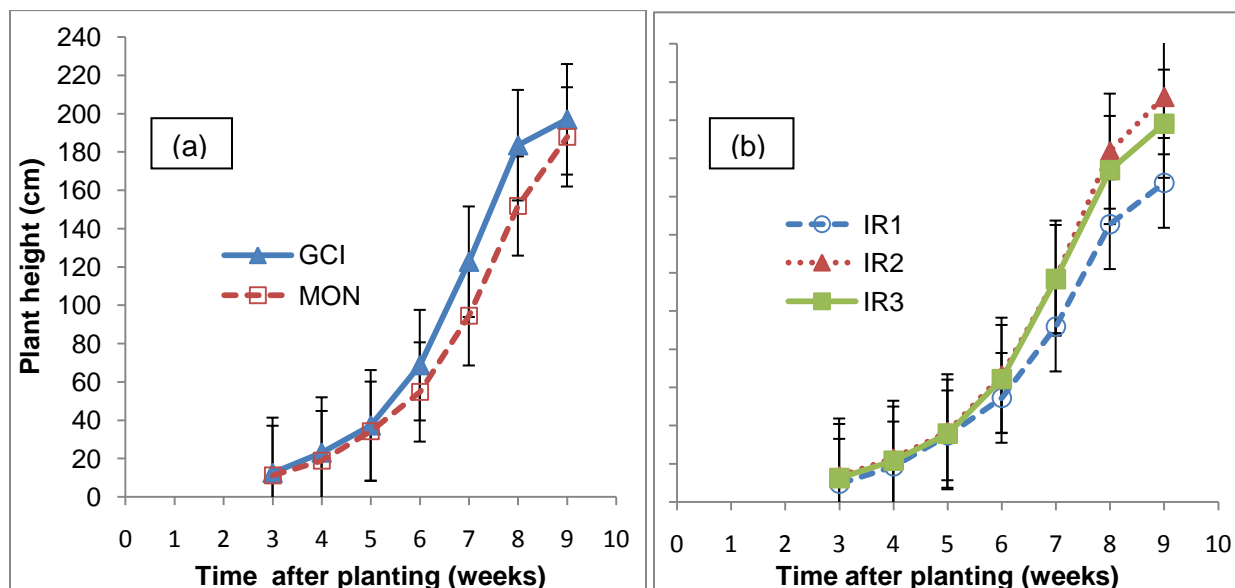 240
220
200
180
160
140
120
100
80
60
40
20
0
Plant height (cm)
(a)
GCI
MON
0 1 2 3 4 5 6 7 8 9 10
Time after planting (weeks)
(b)
IR1
IR2
IR3
0 1 2 3 4 5 6 7 8 9 10
Time after planting (weeks)